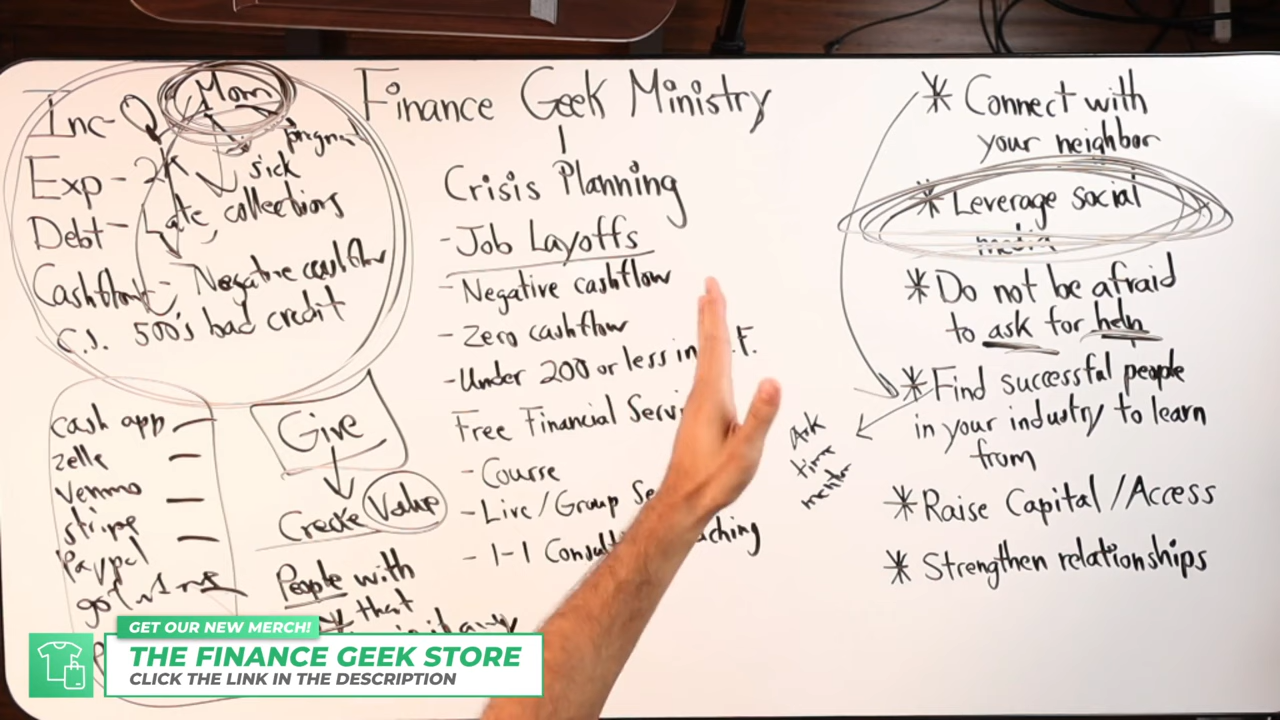 Inc - Q
Mom
pregnant
Exp - 2K
sick
Debt - Late, collections
Cashflow - Negative cashflow
C.S. 500's bad credit
cash app
zelle
Venmo
stripe
Paypal
Give
Create Value
People with
that
Finance Geek Ministry
Crisis Planning
- Job Layoffs
- Negative cashflow
- Zero cashflow
- Under 200 or less in .F.
Free Financial Serv
- Course
- Live/Group Se
- 1-1 Consult ching
* Connect with
your neighbor
* Leverage social
media
* Do not be afraid
to ask for help
* Find successful people
in your industry to learn
from
Ask
time
mentor
* Raise Capital/Access
* Strengthen relationships
GET OUR NEW MERCH!
THE FINANCE GEEK STORE
CLICK THE LINK IN THE DESCRIPTION